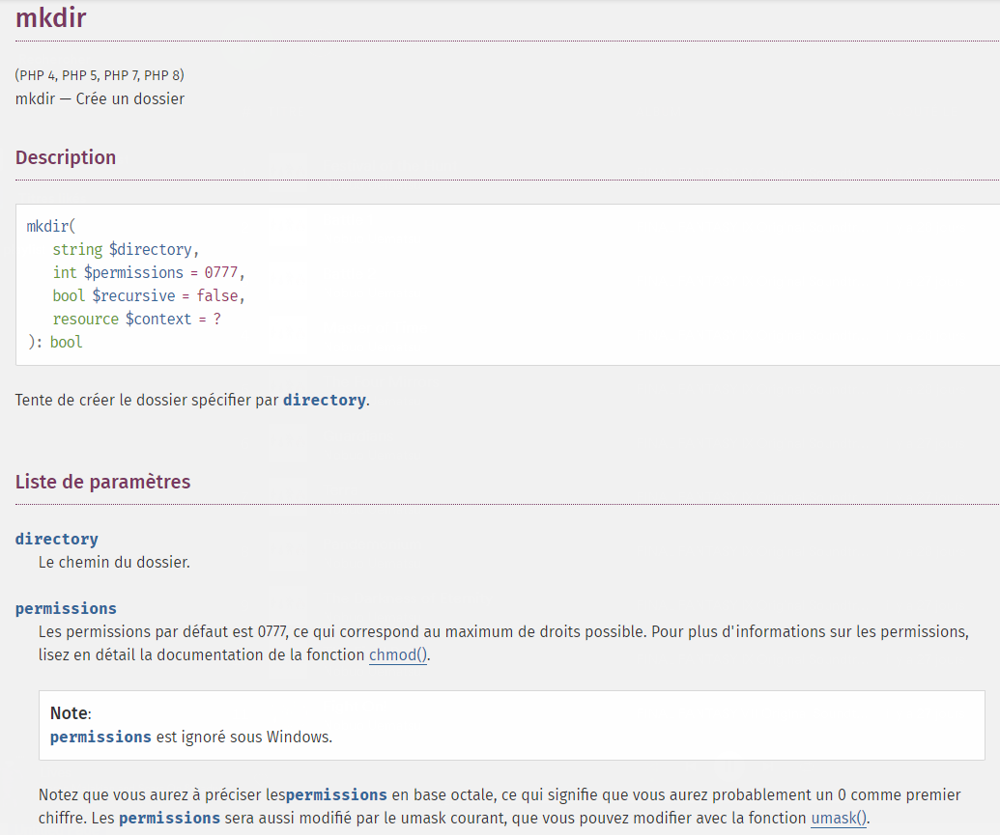 mkdir
(PHP 4, PHP 5, PHP 7, PHP 8)
mkdir — Crée un dossier
Description
mkdir(
string $directory,
int $permissions = 0777,
bool $recursive = false,
resource $context = ?
): bool
Tente de créer le dossier spécifier par directory.
Liste de paramètres
directory
Le chemin du dossier.
permissions
Les permissions par défaut est 0777, ce qui correspond au maximum de droits possible. Pour plus d'informations sur les permissions,
lisez en détail la documentation de la fonction chmod().
Note:
permissions est ignoré sous Windows.
Notez que vous aurez à préciser lespermissions en base octale, ce qui signifie que vous aurez probablement un 0 comme premier
chiffre. Les permissions sera aussi modifié par le umask courant, que vous pouvez modifier avec la fonction umask().